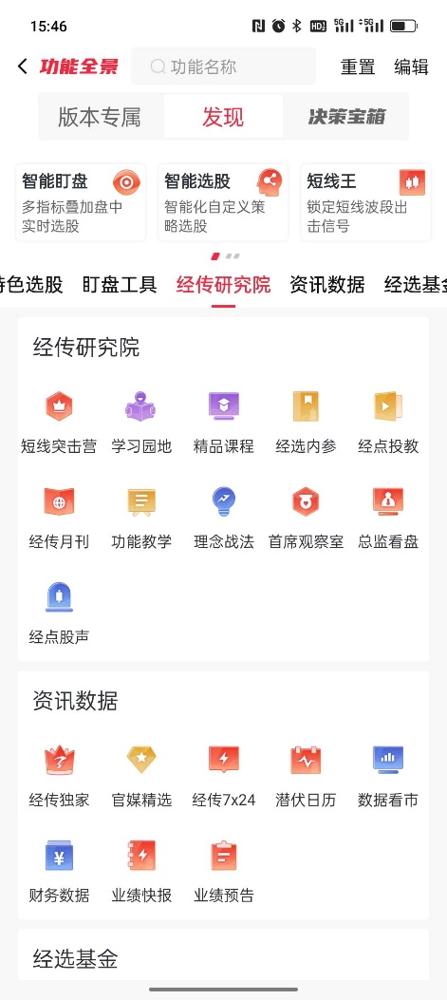 15:46
HD 5G 5G
功能全景 功能名称 重置 编辑
版本专属 发现 决策宝箱
智能盯盘 智能选股 短线王
多指标叠加盘中 智能化自定义策 锁定短线波段出
实时选股 略选股 击信号
特色选股 盯盘工具 经传研究院 资讯数据 经选基金
经传研究院
短线突击营 学习园地 精品课程 经选内参 经点投教
经传月刊 功能教学 理念战法 首席观察室 总监看盘
经点股声
资讯数据
经传独家 官媒精选 经传7x24 潜伏日历 数据看市
¥
财务数据 业绩快报 业绩预告
经选基金